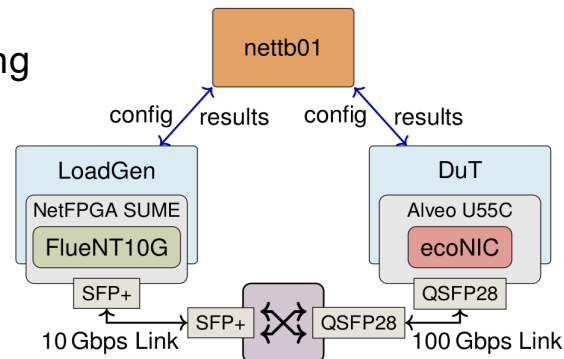 ng
nettb01
config results config results
LoadGen
DuT
NetFPGA SUME
Alveo U55C
FlueNT10G
ecoNIC
SFP+
QSFP28
SFP+
QSFP28
10 Gbps Link
100 Gbps Link